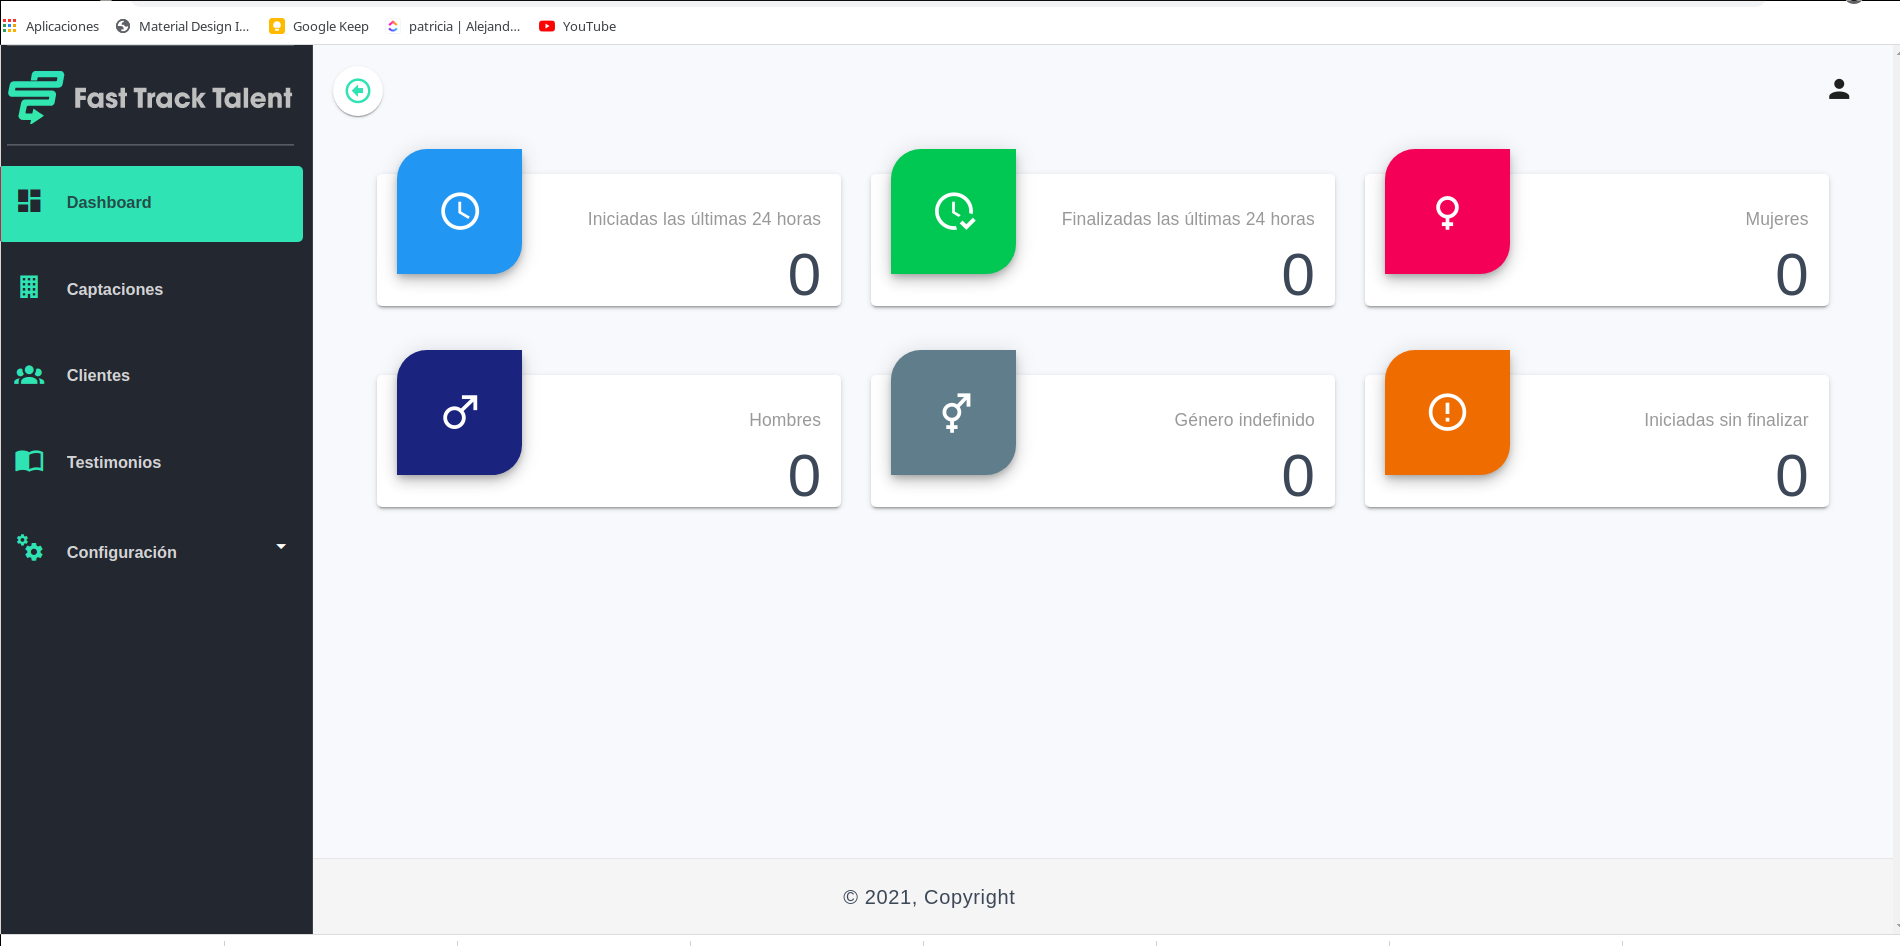 Aplicaciones
Material Design I...
Google Keep
patricia | Alejand...
YouTube
Fast Track Talent
Dashboard
Captaciones
Clientes
Testimonios
Configuración
Iniciadas las últimas 24 horas
0
Finalizadas las últimas 24 horas
0
Mujeres
0
Hombres
0
Género indefinido
0
Iniciadas sin finalizar
0
© 2021, Copyright